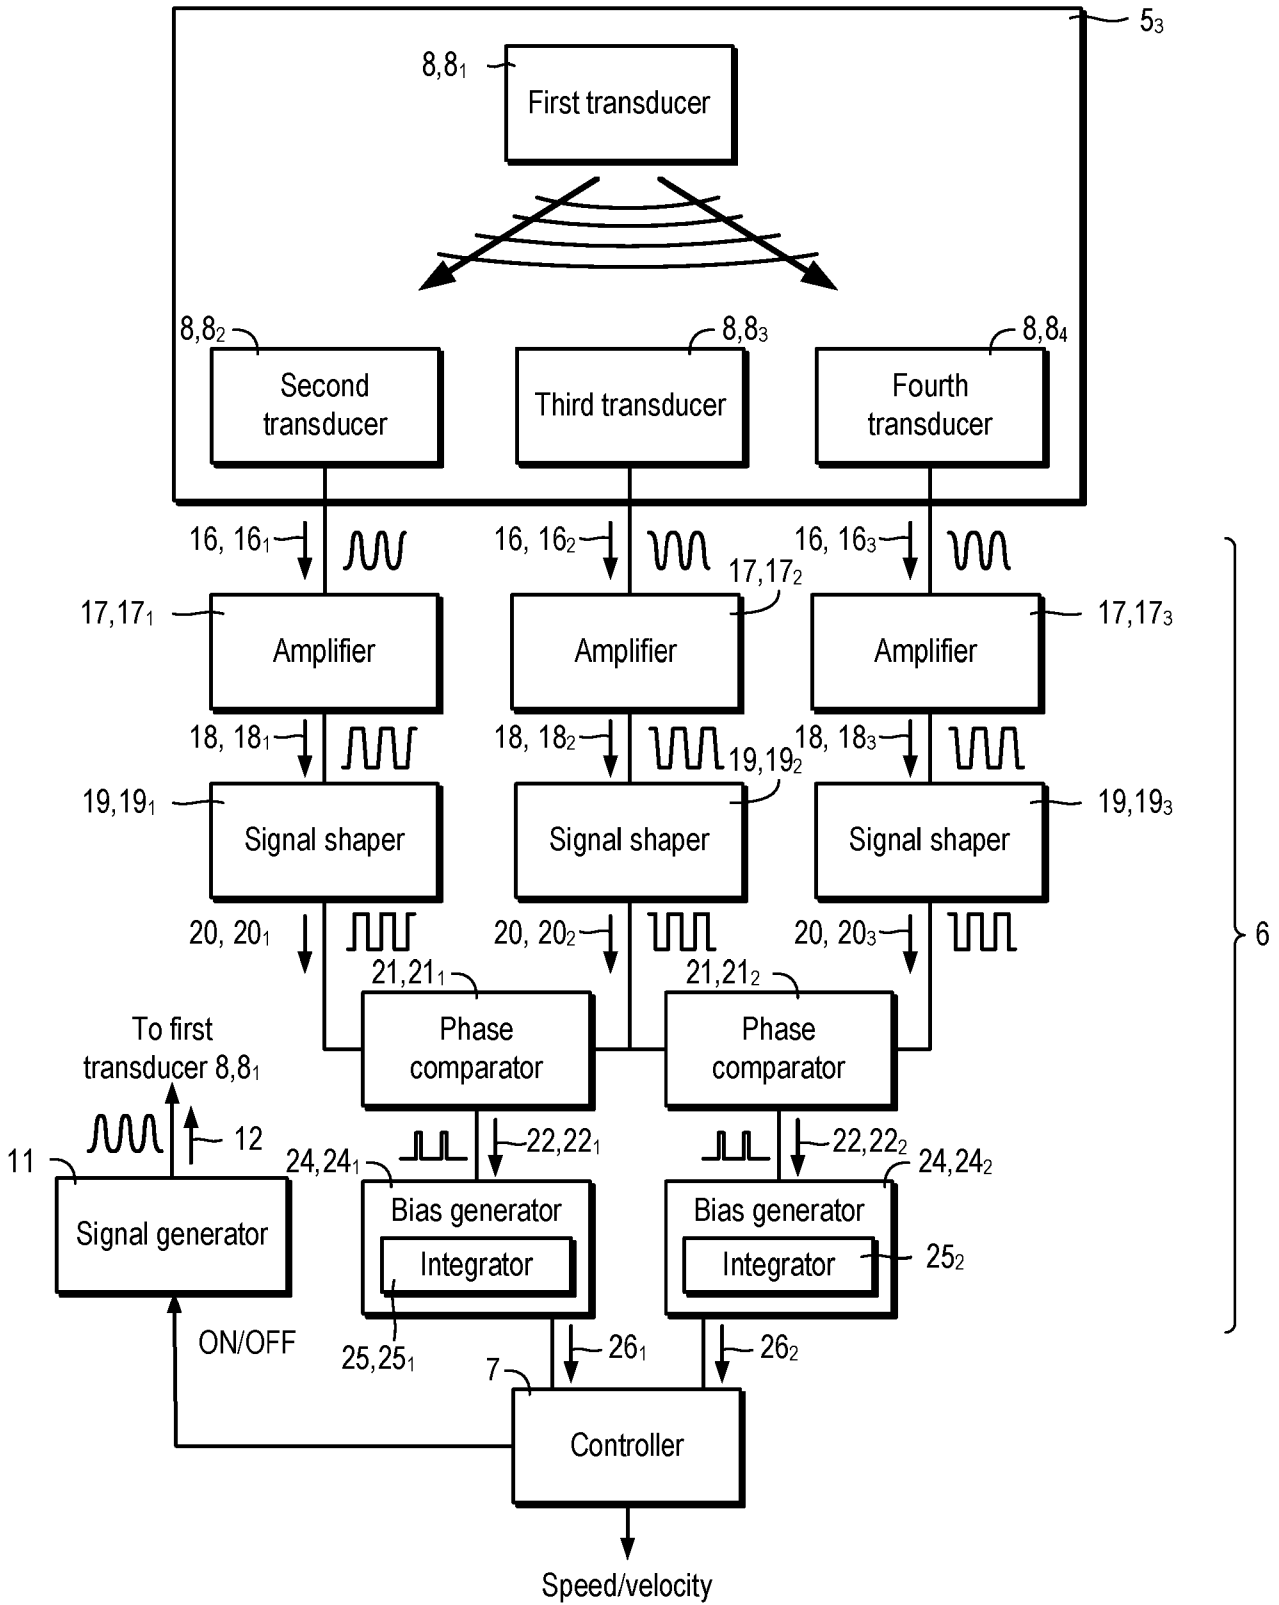 5₃
8,8₁
First transducer
8,8₂
8,8₃
8,8₄
Second
transducer
Third transducer
Fourth
transducer
16, 16₁
16, 16₂
16, 16₃
17,17₁
17,17₂
17,17₃
Amplifier
Amplifier
Amplifier
18, 18₁
18, 18₂
18, 18₃
19,19₁
19,19₂
19,19₃
Signal shaper
Signal shaper
Signal shaper
20, 20₁
20, 20₂
20, 20₃
6
21,21₁
21,21₂
Phase
comparator
Phase
comparator
To first
transducer 8,8₁
12
22,22₁
22,22₂
11
24,24₁
24,24₂
Signal generator
Bias generator
Integrator
Bias generator
Integrator
25₂
ON/OFF
25,25₁
26₁
26₂
7
Controller
Speed/velocity